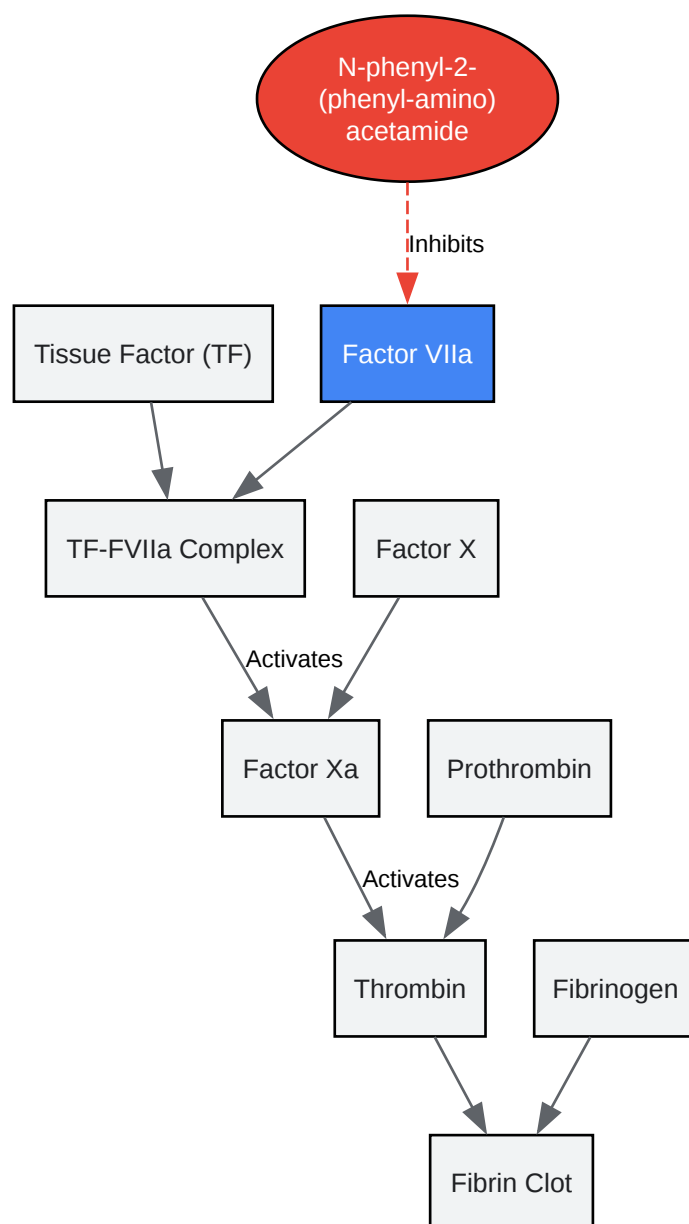 N-phenyl-2-
(phenyl-amino)
acetamide
Inhibits
Tissue Factor (TF)
Factor VIIa
TF-FVIIa Complex
Factor X
Activates
Factor Xa
Prothrombin
Activates
Thrombin
Fibrinogen
Fibrin Clot